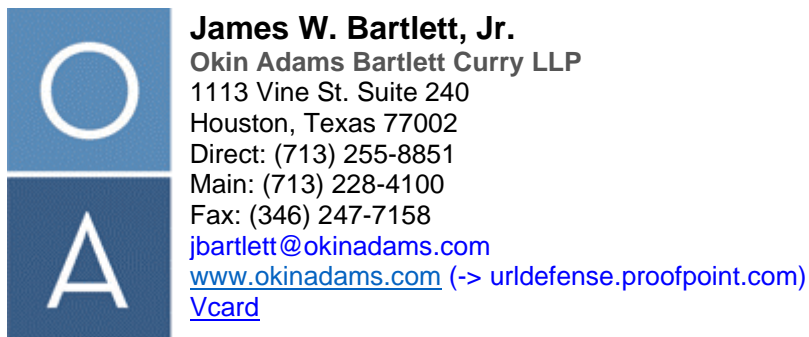 O
A
James W. Bartlett, Jr.
Okin Adams Bartlett Curry LLP
1113 Vine St. Suite 240
Houston, Texas 77002
Direct: (713) 255-8851
Main: (713) 228-4100
Fax: (346) 247-7158
jbartlett@okinadams.com
www.okinadams.com (-> urldefense.proofpoint.com)
Vcard